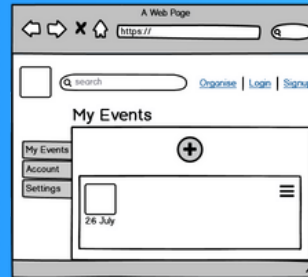 A Web Page
https://
search
Organise | Login | Signup
My Events
My Events
Account
Settings
26 July